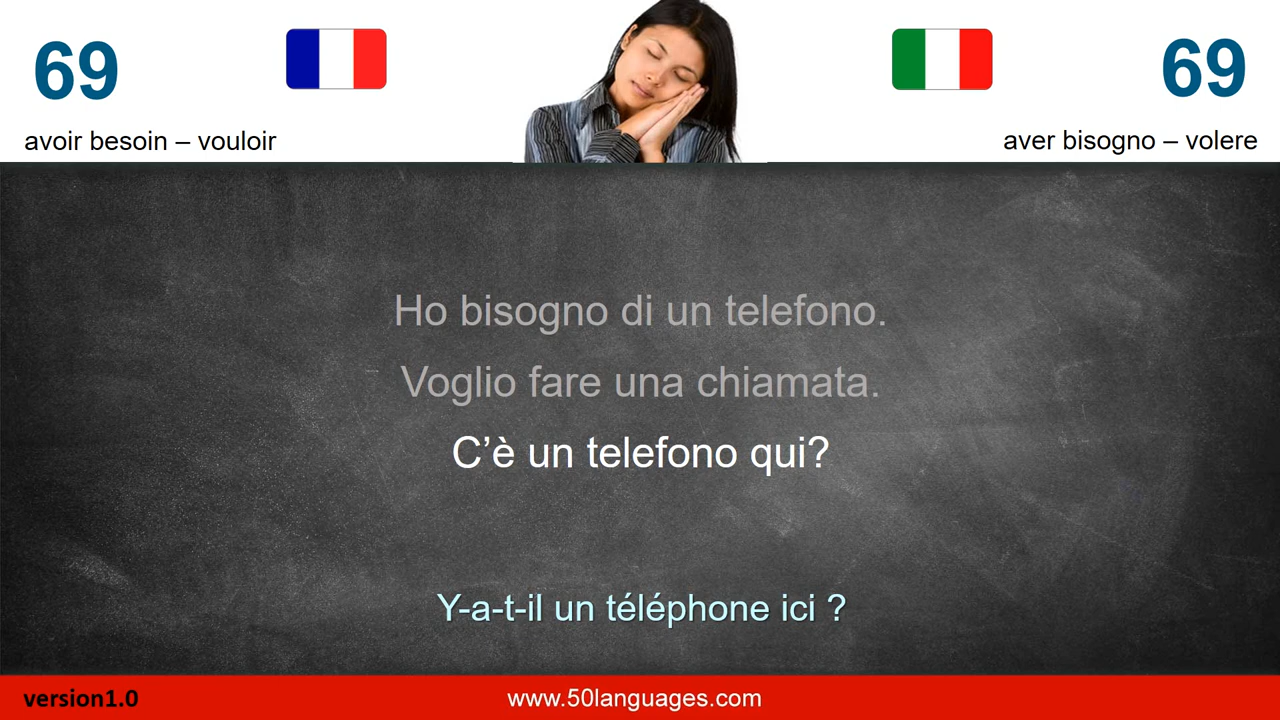 69
69
avoir besoin – vouloir
aver bisogno – volere
Ho bisogno di un telefono.
Voglio fare una chiamata.
C’è un telefono qui?
Y-a-t-il un téléphone ici ?
version1.0
www.50languages.com